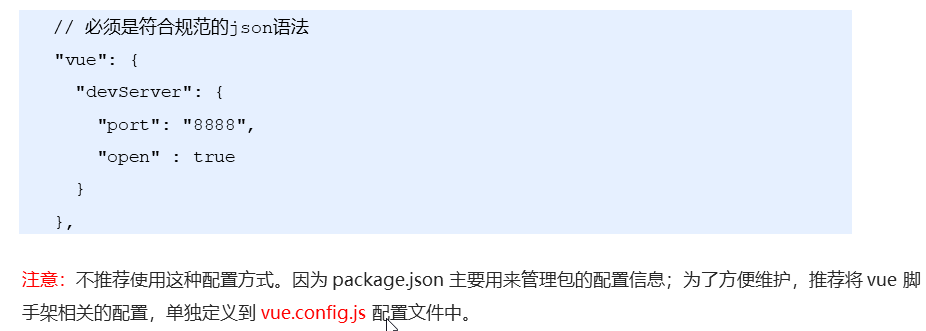 // 必须是符合规范的json语法
"vue": {
"devServer": {
"port": "8888",
"open" : true
}
},
注意：不推荐使用这种配置方式。因为 package.json 主要用来管理包的配置信息；为了方便维护，推荐将 vue 脚
手架相关的配置，单独定义到 vue.config.js 配置文件中。